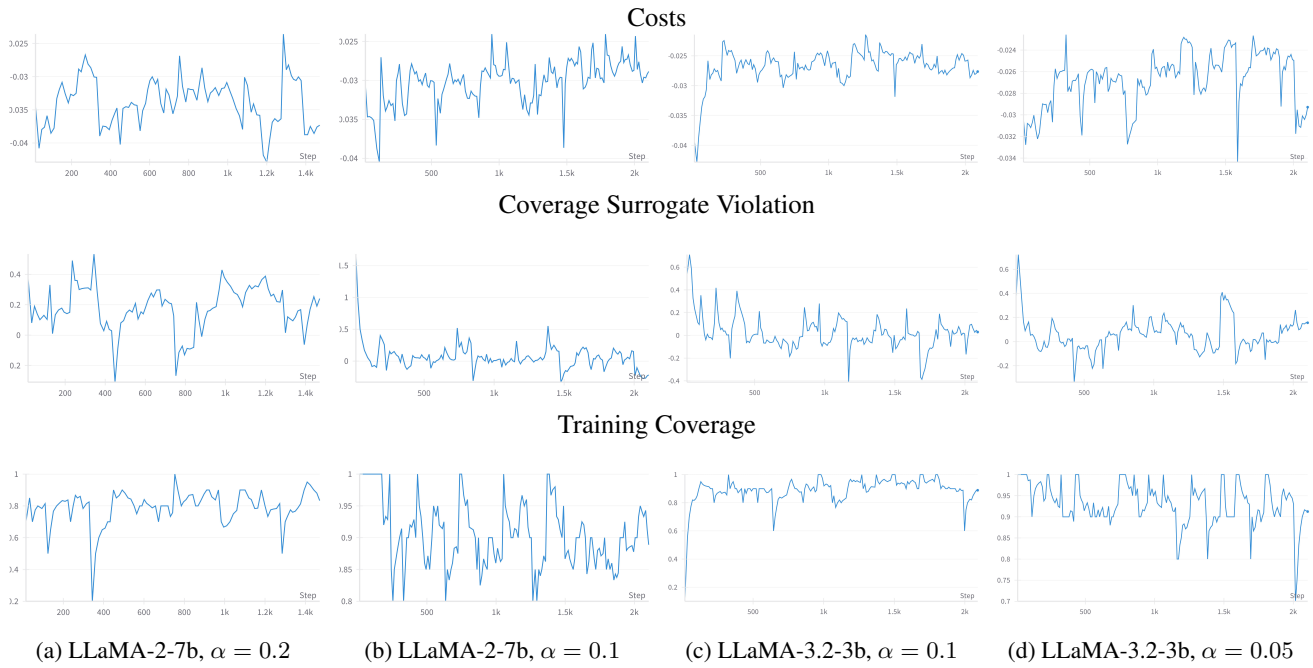 Costs
0.025 -0.03 0.035 -0.04 200 400 600 800 1k 1.2k 1.4k Step
0.025 -0.03 0.035 -0.04 500 1k 1.5k 2k Step
-0.025 -0.03 0.035 -0.04 500 1k 1.5k 2k Step
-0.024 -0.026 0.028 -0.03 -0.032 -0.034 500 1k 1.5k 2k Step
Coverage Surrogate Violation
0.4 0.2 0 0.2 200 400 600 800 1k 1.2k 1.4k Step
1.5 1 0.5 0 500 1k 1.5k 2k Step
0.6 0.4 0.2 0 -0.2 -0.4 500 1k 1.5k 2k Step
0.6 0.4 0.2 0 -0.2 500 1k 1.5k 2k Step
Training Coverage
1 0.8 0.6 0.4 0.2 200 400 600 800 1k 1.2k 1.4k Step
1 0.95 0.9 0.85 0.8 500 1k 1.5k 2k Step
1 0.8 0.6 0.4 0.2 500 1k 1.5k 2k Step
1 0.95 0.9 0.85 0.8 0.75 0.7 500 1k 1.5k 2k Step
(a) LLaMA-2-7b, α = 0.2
(b) LLaMA-2-7b, α = 0.1
(c) LLaMA-3.2-3b, α = 0.1
(d) LLaMA-3.2-3b, α = 0.05